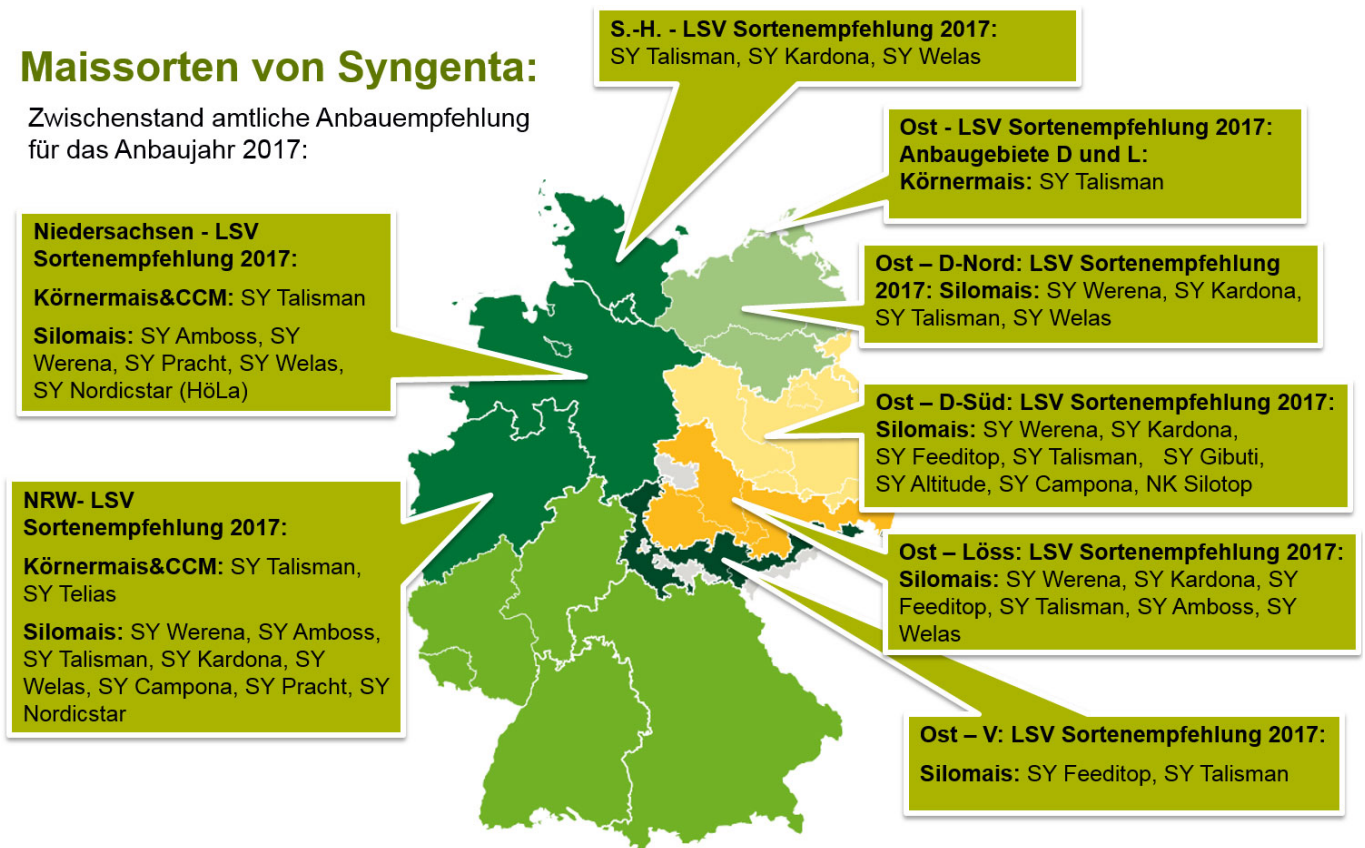 Maissorten von Syngenta:
Zwischenstand amtliche Anbauempfehlung
für das Anbaujahr 2017:
S.-H. - LSV Sortenempfehlung 2017:
SY Talisman, SY Kardona, SY Welas
Ost - LSV Sortenempfehlung 2017:
Anbaugebiete D und L:
Körnermais: SY Talisman
Niedersachsen - LSV
Sortenempfehlung 2017:
Körnermais&CCM: SY Talisman
Silomais: SY Amboss, SY
Werena, SY Pracht, SY Welas,
SY Nordicstar (HöLa)
Ost – D-Nord: LSV Sortenempfehlung
2017: Silomais: SY Werena, SY Kardona,
SY Talisman, SY Welas
Ost – D-Süd: LSV Sortenempfehlung 2017:
Silomais: SY Werena, SY Kardona,
SY Feeditop, SY Talisman, SY Gibuti,
SY Altitude, SY Campona, NK Silotop
NRW- LSV
Sortenempfehlung 2017:
Körnermais&CCM: SY Talisman,
SY Telias
Silomais: SY Werena, SY Amboss,
SY Talisman, SY Kardona, SY
Welas, SY Campona, SY Pracht, SY
Nordicstar
Ost – Löss: LSV Sortenempfehlung 2017:
Silomais: SY Werena, SY Kardona, SY
Feeditop, SY Talisman, SY Amboss, SY
Welas
Ost – V: LSV Sortenempfehlung 2017:
Silomais: SY Feeditop, SY Talisman